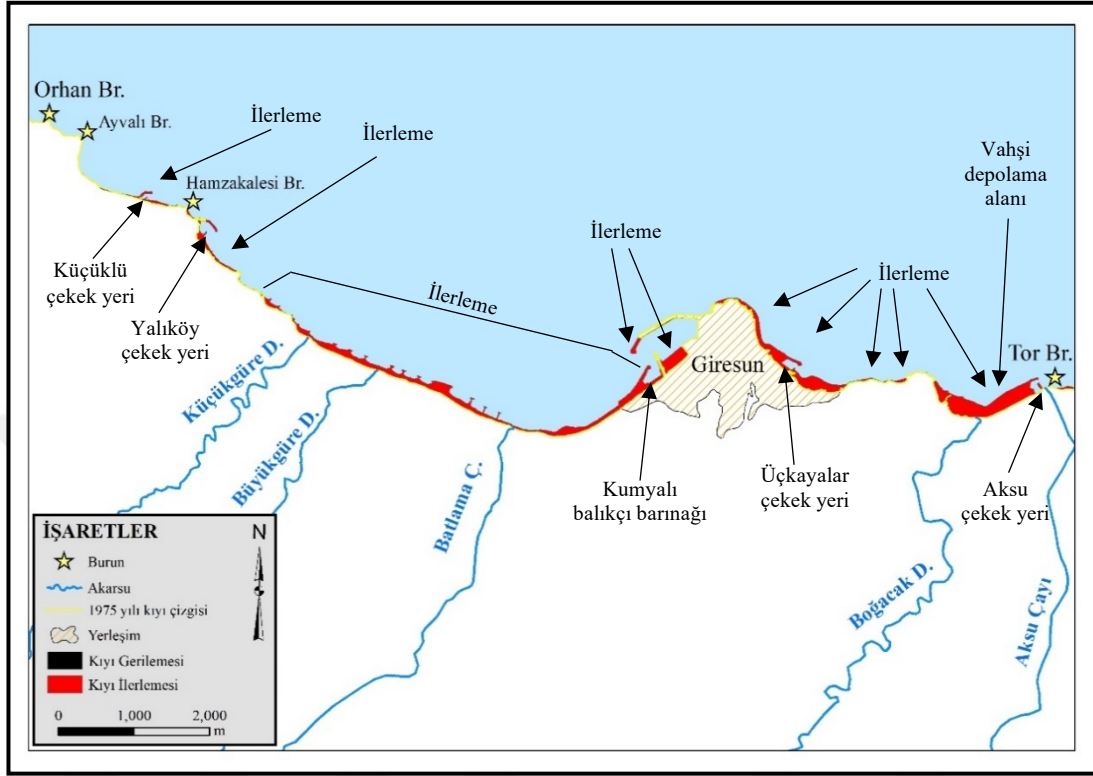 Orhan Br.
Ayvalı Br.
İlerleme
İlerleme
Hamzakalesi Br.
Küçüklü
çekek yeri
Yalıköy
çekek yeri
İlerleme
İlerleme
Vahşi
depolama
alanı
İlerleme
Tor Br.
Giresun
Küçükgüre D.
Büyükgüre D.
Batlama Ç.
Kumyalı
balıkçı barınağı
Üçkayalar
çekek yeri
Aksu
çekek yeri
Boğacak D.
Aksu Çayı
İŞARETLER
N
Burun
Akarsu
1975 yılı kıyı çizgisi
Yerleşim
Kıyı Gerilemesi
Kıyı İlerlemesi
0 1,000 2,000
m